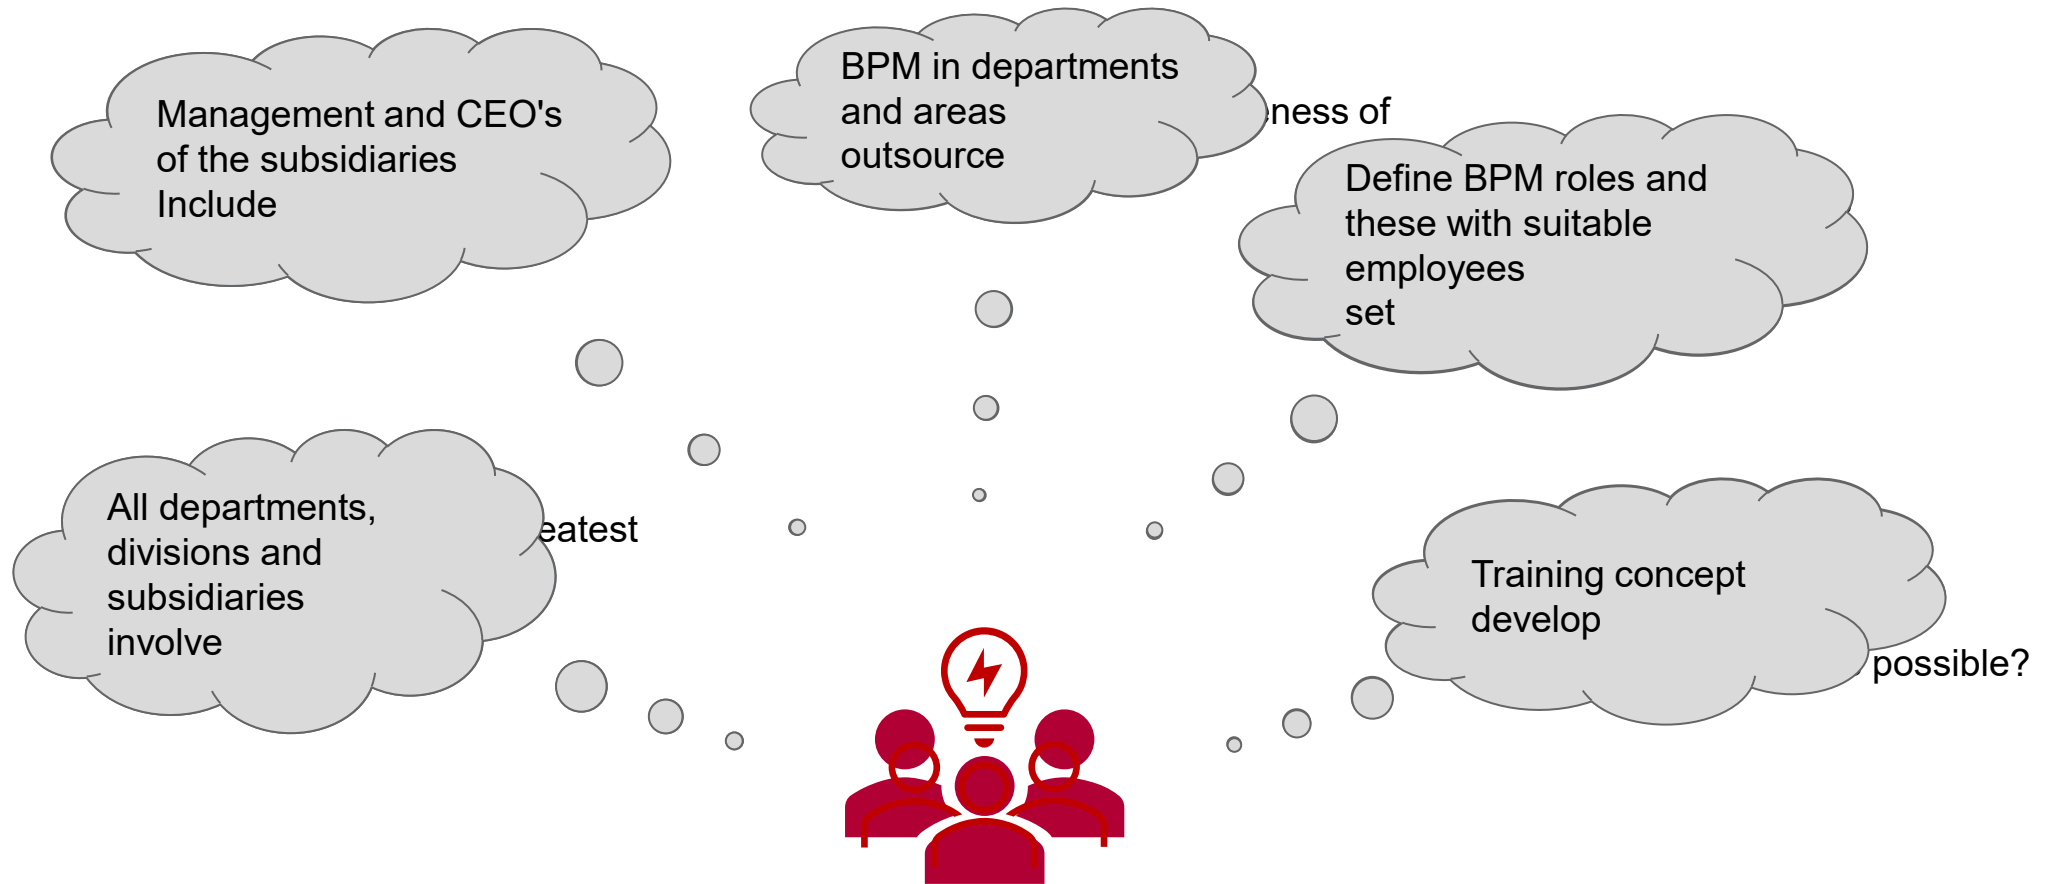 Management and CEO's
of the subsidiaries
Include
BPM in departments
and areas
outsource
ness of
Define BPM roles and
these with suitable
employees
set
All departments,
divisions and
subsidiaries
involve
eatest
Training concept
develop
possible?